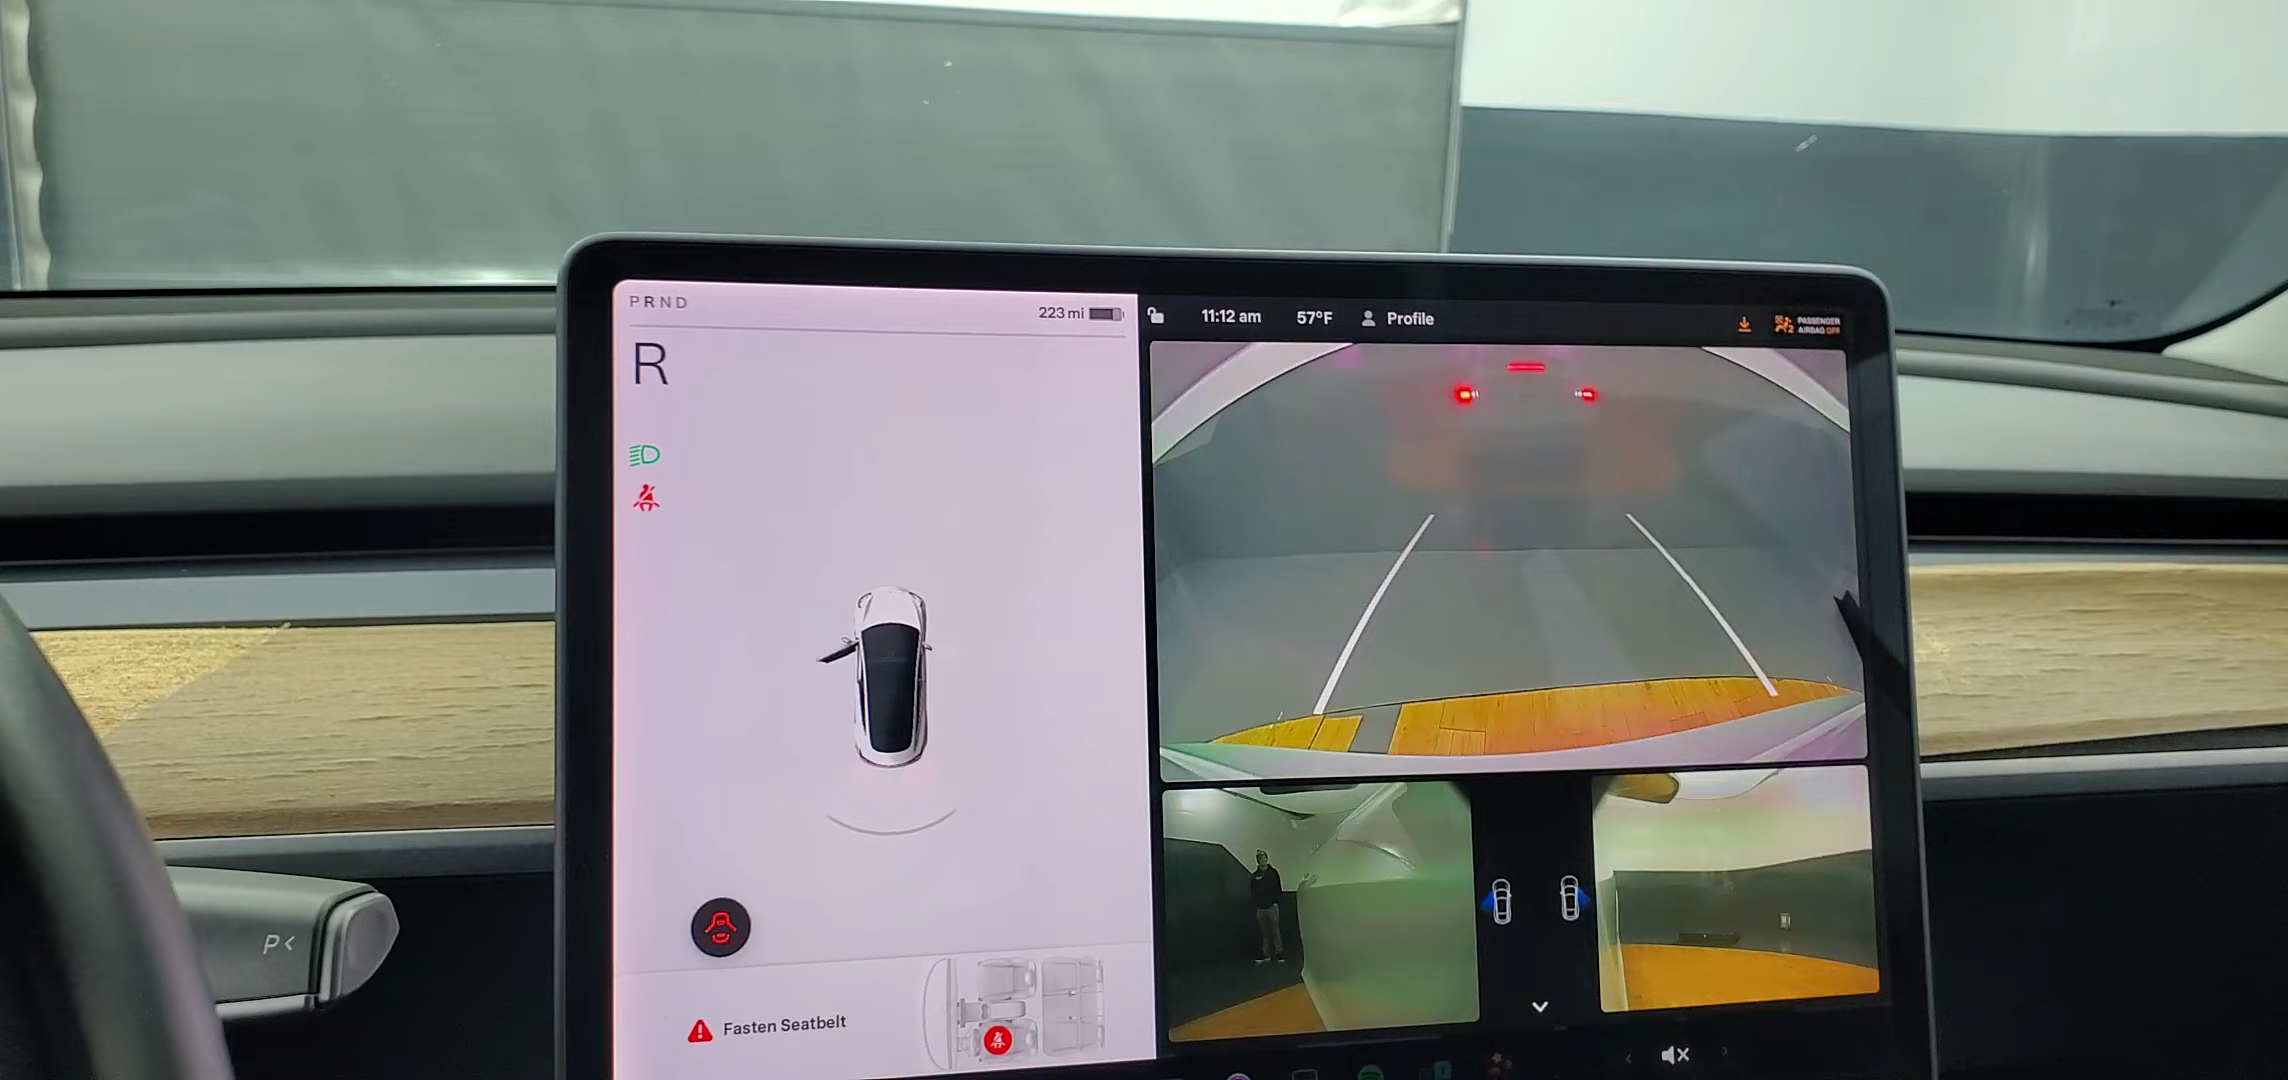 PRND
223 mi
R
11:12 am
57°F
Profile
PASSENGER
AIRBAG OFF
P<
Fasten Seatbelt